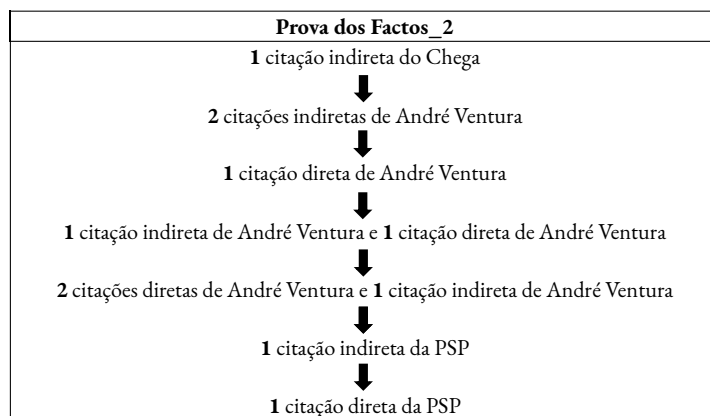 Prova dos Factos_2
1 citação indireta do Chega
2 citações indiretas de André Ventura
1 citação direta de André Ventura
1 citação indireta de André Ventura e 1 citação direta de André Ventura
2 citações diretas de André Ventura e 1 citação indireta de André Ventura
1 citação indireta da PSP
1 citação direta da PSP